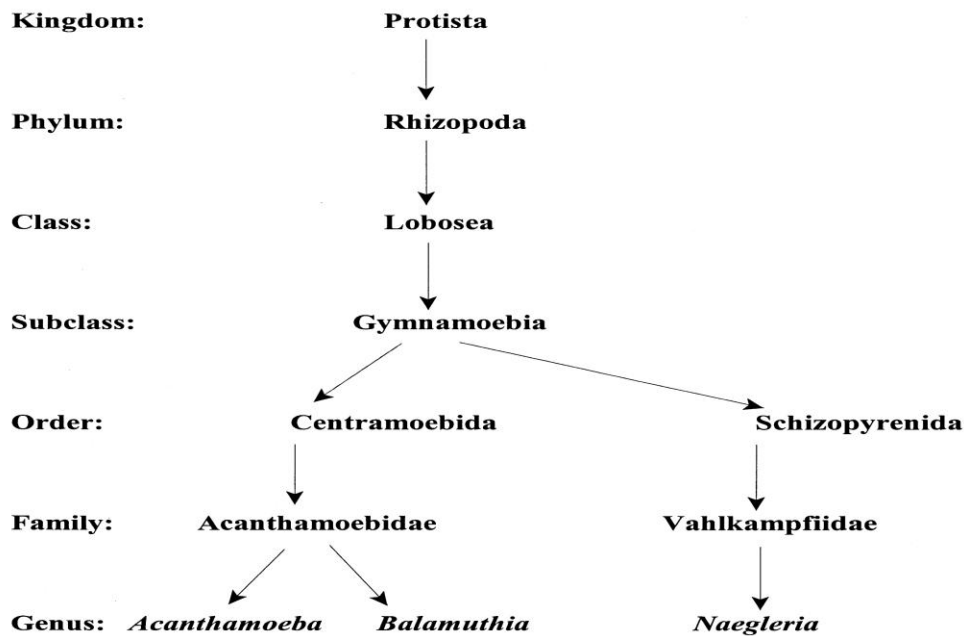 Kingdom: Protista
Phylum: Rhizopoda
Class: Lobosea
Subclass: Gymnamoebia
Order: Centramoebida Schizopyrenida
Family: Acanthamoebidae Vahlkampfiidae
Genus: Acanthamoeba Balamuthia Naegleria